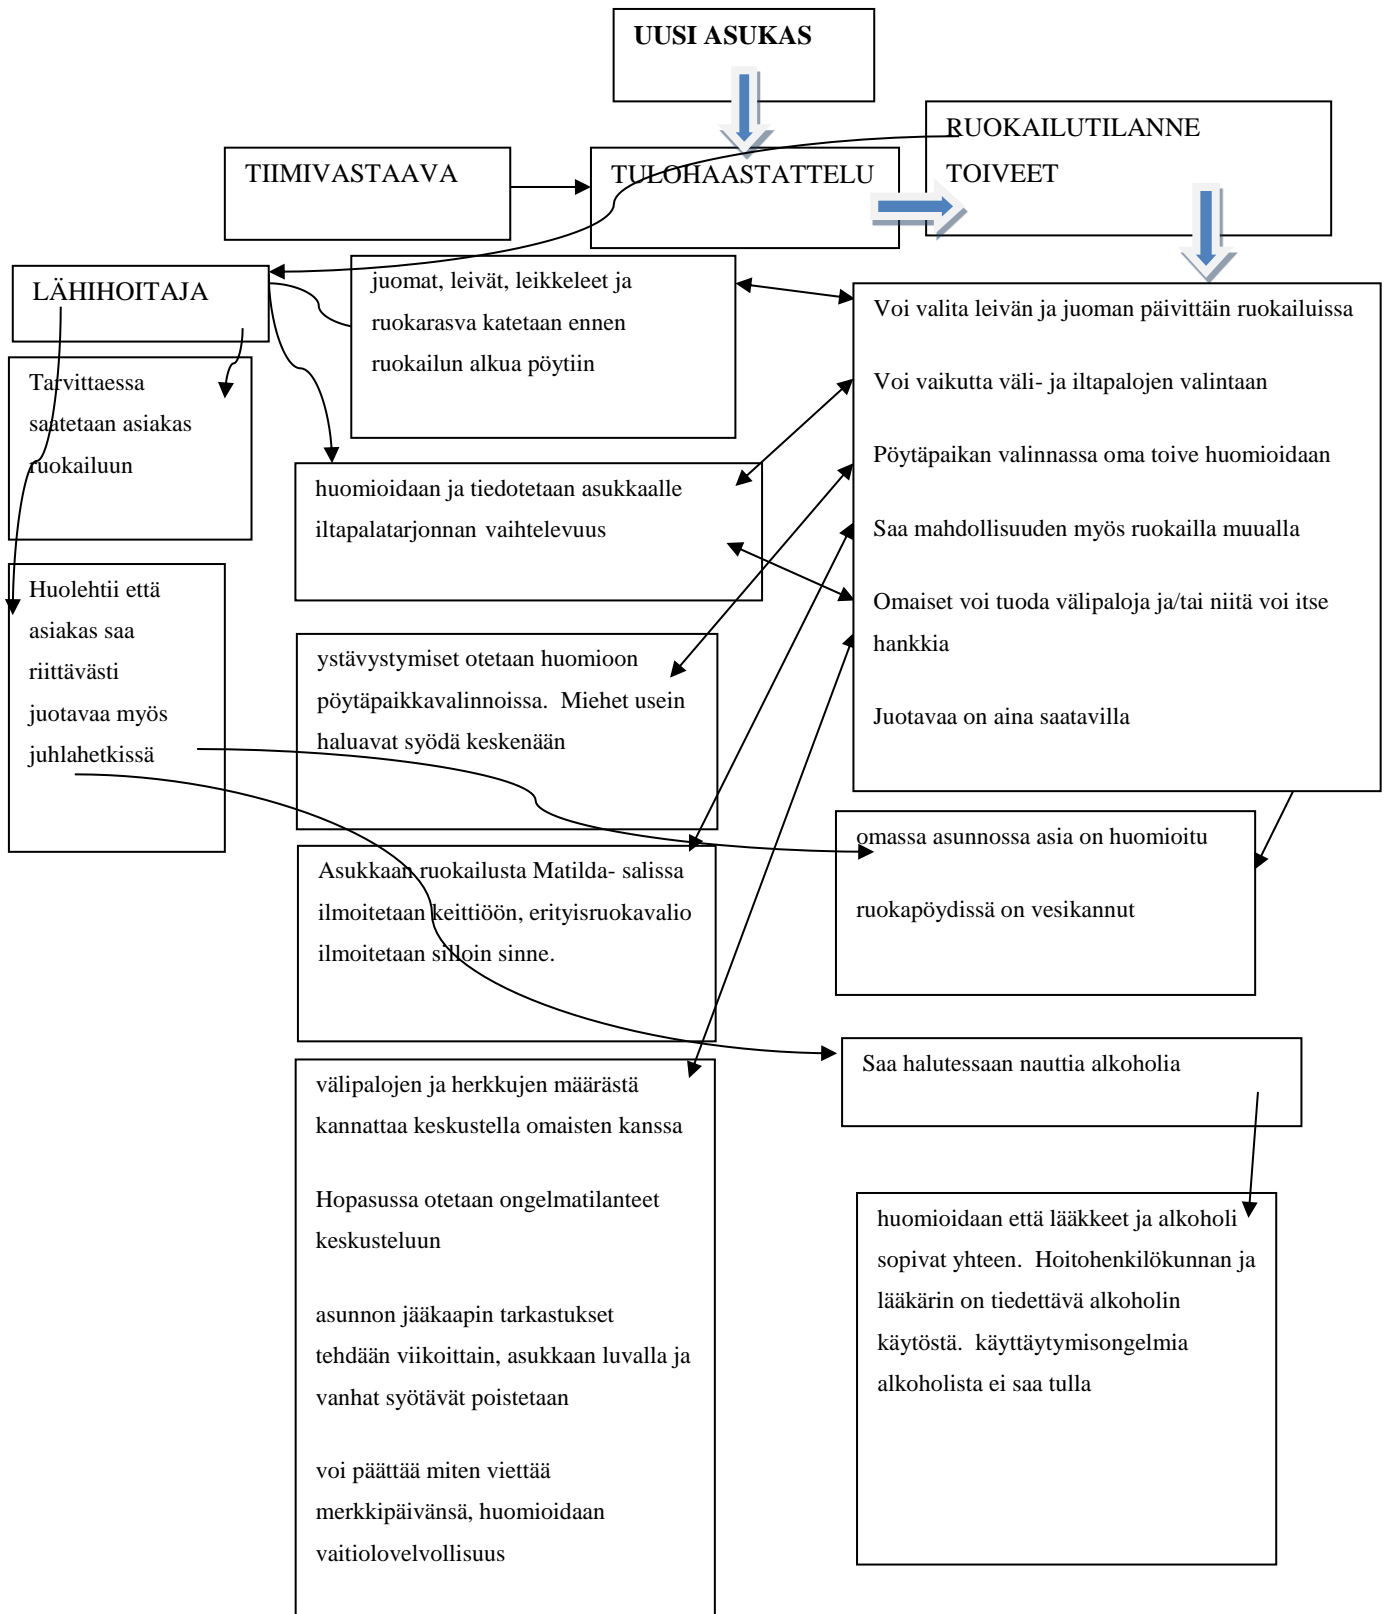 UUSI ASUKAS
RUOKAILUTILANNE
TOIVEET
TIIMIVASTAAVA
TULOHAASTATTELU
LÄHIHOITAJA
juomat, leivät, leikkeleet ja
ruokarasva katetaan ennen
ruokailun alkua pöytiin
Voi valita leivän ja juoman päivittäin ruokailuissa
Voi vaikutta väli- ja iltapalojen valintaan
Pöytäpaikan valinnassa oma toive huomioidaan
Saa mahdollisuuden myös ruokailla muualla
Omaiset voi tuoda välipaloja ja/tai niitä voi itse
hankkia
Juotavaa on aina saatavilla
Tarvittaessa
saatetaan asiakas
ruokailuun
huomioidaan ja tiedotetaan asukkaalle
iltapalatarjonnan vaihtelevuus
Huolehtii että
asiakas saa
riittävästi
juotavaa myös
juhlahetkissä
ystävystymiset otetaan huomioon
pöytäpaikkavalinnoissa.  Miehet usein
haluavat syödä keskenään
omassa asunnossa asia on huomioitu
ruokapöydissä on vesikannut
Asukkaan ruokailusta Matilda- salissa
ilmoitetaan keittiöön, erityisruokavalio
ilmoitetaan silloin sinne.
Saa halutessaan nauttia alkoholia
välipalojen ja herkkujen määrästä
kannattaa keskustella omaisten kanssa
Hopasussa otetaan ongelmatilanteet
keskusteluun
asunnon jääkaapin tarkastukset
tehdään viikoittain, asukkaan luvalla ja
vanhat syötävät poistetaan
voi päättää miten viettää
merkkipäivänsä, huomioidaan
vaitiolovelvollisuus
huomioidaan että lääkkeet ja alkoholi
sopivat yhteen.  Hoitohenkilökunnan ja
lääkärin on tiedettävä alkoholin
käytöstä.  käyttäytymisongelmia
alkoholista ei saa tulla